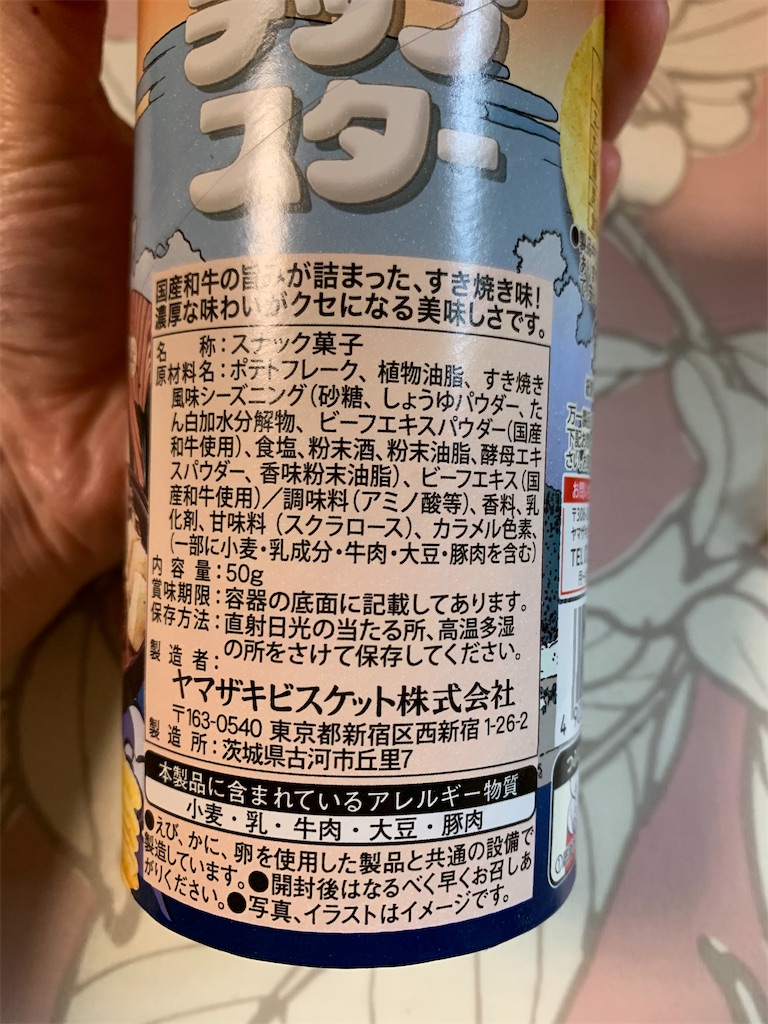 チップ
スター
国産和牛の旨みが詰まった、すき焼き味!
濃厚な味わいがクセになる美味しさです。
名称:スナック菓子
原材料名:ポテトフレーク、植物油脂、すき焼き
風味シーズニング(砂糖、しょうゆパウダー、たん
白加水分解物、ビーフエキスパウダー(国産
和牛使用)、食塩、粉末酒、粉末油脂、酵母エキ
スパウダー、香味粉末油脂)、ビーフエキス(国
産和牛使用)/調味料(アミノ酸等)、香料、乳
化剤、甘味料(スクラロース)、カラメル色素、
(一部に小麦・乳成分・牛肉・大豆・豚肉を含む)
内容量:50g
賞味期限:容器の底面に記載してあります。
保存方法:直射日光の当たる所、高温多湿
の所をさけて保存してください。
製造者:
ヤマザキビスケット株式会社
〒163-0540 東京都新宿区西新宿1-26-2
製造所:茨城県古河市丘里7
本製品に含まれているアレルギー物質
小麦・乳・牛肉・大豆・豚肉
●えび、かに、卵を使用した製品と共通の設備で
製造しています。●開封後はなるべく早くお召しあ
がりください。●写真、イラストはイメージです。
万一
下記
さい
お問
〒306
ヤマザ
TEL
4